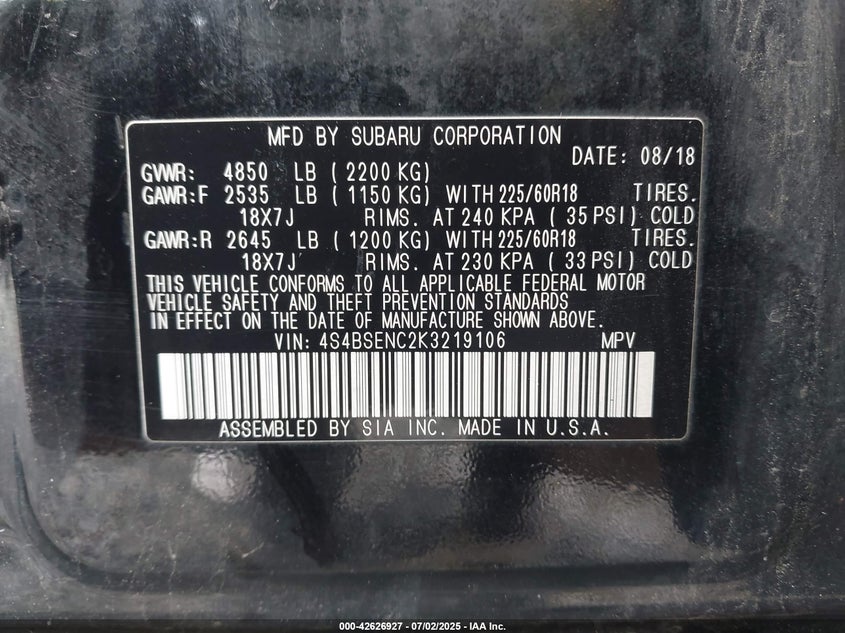 MFD BY SUBARU CORPORATION
DATE: 08/18
GVWR: 4850 LB ( 2200 KG)
GAWR:F 2535 LB ( 1150 KG) WITH 225/60R18 TIRES.
18X7J RIMS. AT 240 KPA ( 35 PSI) COLD
GAWR:R 2645 LB ( 1200 KG) WITH 225/60R18 TIRES.
18X7J RIMS. AT 230 KPA ( 33 PSI) COLD
THIS VEHICLE CONFORMS TO ALL APPLICABLE FEDERAL MOTOR
VEHICLE SAFETY AND THEFT PREVENTION STANDARDS
IN EFFECT ON THE DATE OF MANUFACTURE SHOWN ABOVE.
VIN: 4S4BSENC2K3219106 MPV
ASSEMBLED BY SIA INC. MADE IN U.S.A.
000-42626927 - 07/02/2025 - IAA Inc.